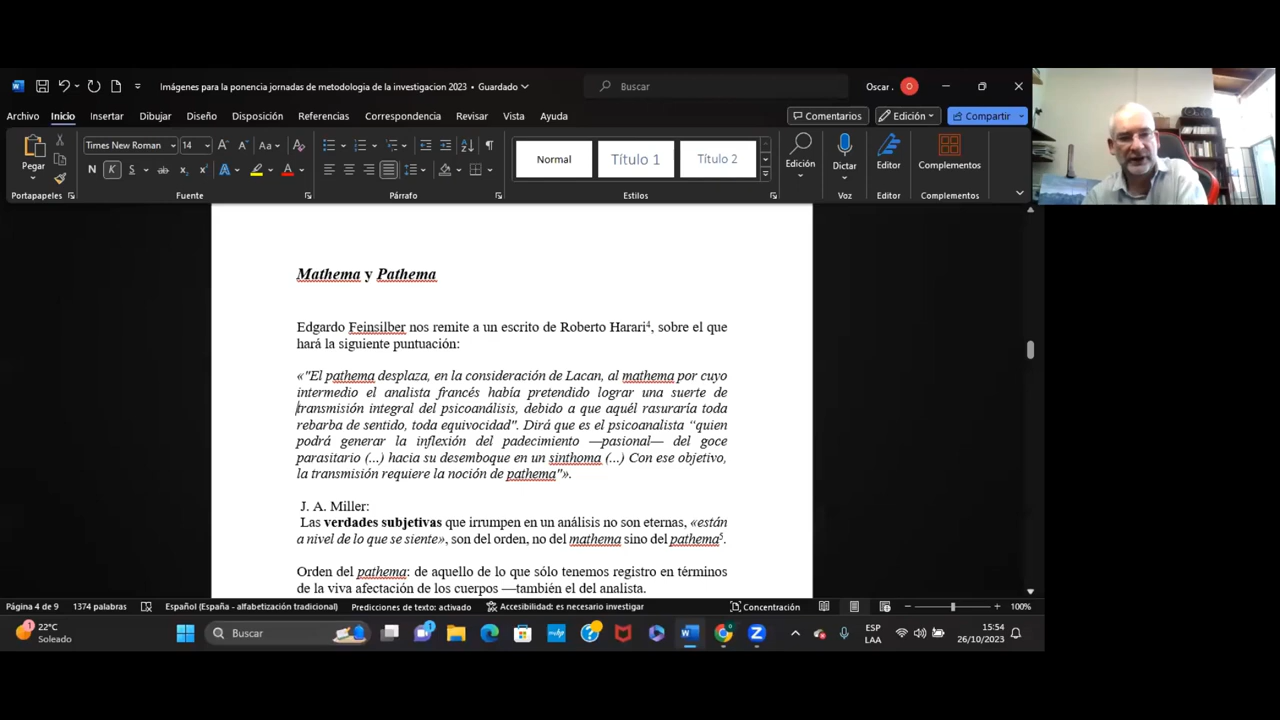 Imágenes para la ponencia jornadas de metodologia de la investigacion 2023 • Guardado
Buscar
Oscar . O
Archivo Inicio Insertar Dibujar Diseño Disposición Referencias Correspondencia Revisar Vista Ayuda
Comentarios Edición Compartir
Pegar
Times New Roman 14
Normal Título 1 Título 2
Edición Dictar Editor Complementos
Portapapeles Fuente Párrafo Estilos Voz Editor Complementos
Mathema y Pathema
Edgardo Feinsilber nos remite a un escrito de Roberto Harari⁴, sobre el que
hará la siguiente puntuación:
«"El pathema desplaza, en la consideración de Lacan, al mathema por cuyo
intermedio el analista francés había pretendido lograr una suerte de
transmisión integral del psicoanálisis, debido a que aquél rasuraría toda
rebarba de sentido, toda equivocidad". Dirá que es el psicoanalista “quien
podrá generar la inflexión del padecimiento —pasional— del goce
parasitario (...) hacia su desemboque en un sinthoma (...) Con ese objetivo,
la transmisión requiere la noción de pathema"».
J. A. Miller:
Las verdades subjetivas que irrumpen en un análisis no son eternas, «están
a nivel de lo que se siente», son del orden, no del mathema sino del pathema⁵.
Orden del pathema: de aquello de lo que sólo tenemos registro en términos
de la viva afectación de los cuerpos —también el del analista.
Página 4 de 9 1374 palabras Español (España - alfabetización tradicional) Predicciones de texto: activado Accesibilidad: es necesario investigar Concentración 100%
22°C
Soleado
Buscar
ESP
LAA
15:54
26/10/2023